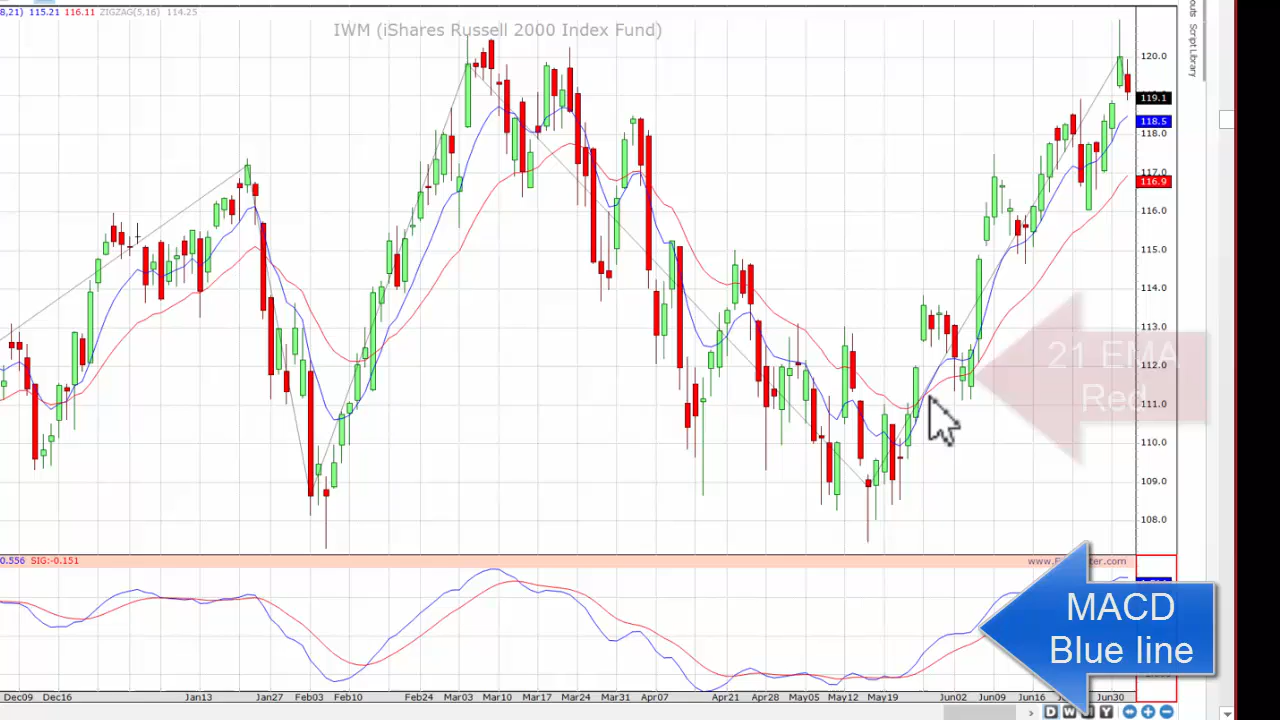 8,21) 115.21 116.11 ZIGZAG(5,16) 114.25
IWM (iShares Russell 2000 Index Fund)
Script Library
120.0
119.1
118.5
118.0
117.0
116.9
116.0
115.0
114.0
113.0
112.0
111.0
110.0
109.0
108.0
21 EMA
Red
0.556 SIG:-0.151
MACD
Blue line
Dec09 Dec16 Jan13 Jan27 Feb03 Feb10 Feb24 Mar03 Mar10 Mar17 Mar24 Mar31 Apr07 Apr21 Apr28 May05 May12 May19 Jun02 Jun09 Jun16 Jun30
D W Y